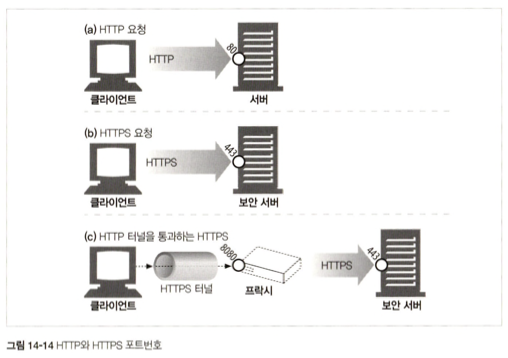 (a) HTTP 요청
HTTP
80
클라이언트
서버
(b) HTTPS 요청
HTTPS
443
클라이언트
보안 서버
(c) HTTP 터널을 통과하는 HTTPS
8080
HTTPS
443
HTTPS 터널
클라이언트
프락시
보안 서버
그림 14-14 HTTP와 HTTPS 포트번호